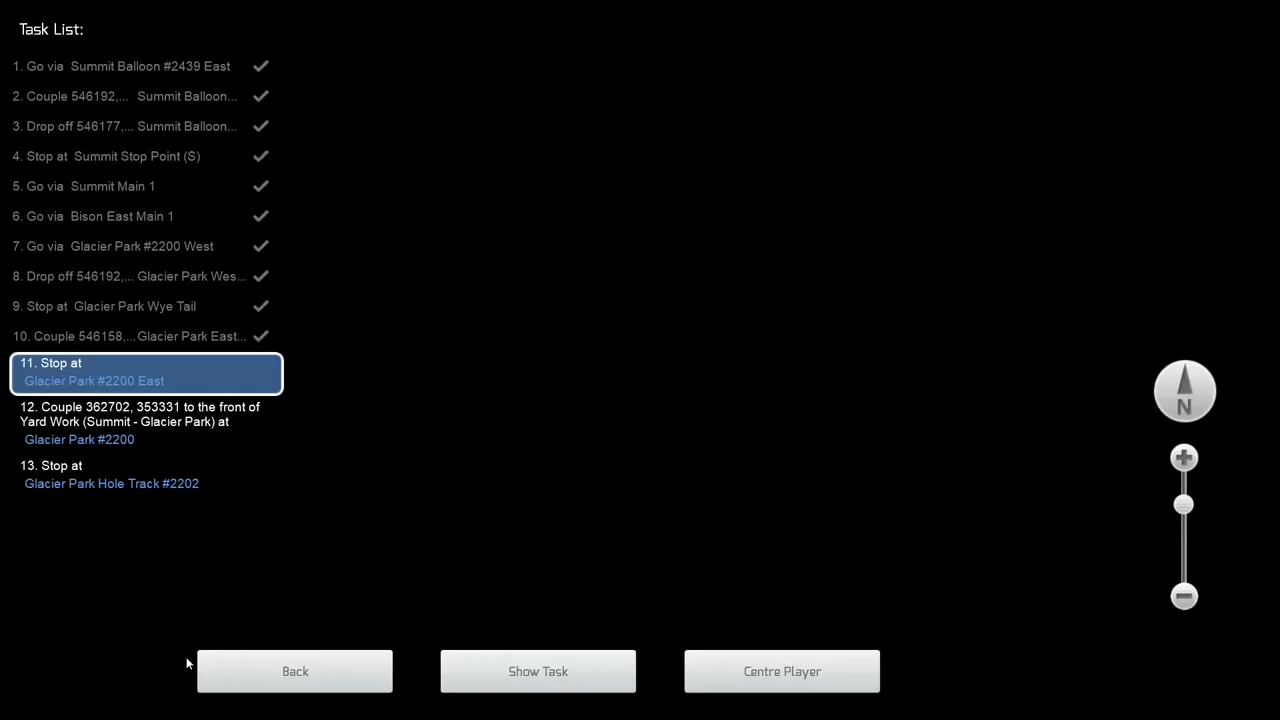 Task List:
1. Go via  Summit Balloon #2439 East
2. Couple 546192,...  Summit Balloon...
3. Drop off 546177,... Summit Balloon...
4. Stop at  Summit Stop Point (S)
5. Go via  Summit Main 1
6. Go via  Bison East Main 1
7. Go via  Glacier Park #2200 West
8. Drop off 546192,... Glacier Park Wes...
9. Stop at  Glacier Park Wye Tail
10. Couple 546158,...Glacier Park East...
11. Stop at
Glacier Park #2200 East
12. Couple 362702, 353331 to the front of
Yard Work (Summit - Glacier Park) at
Glacier Park #2200
13. Stop at
Glacier Park Hole Track #2202
N
Back
Show Task
Centre Player